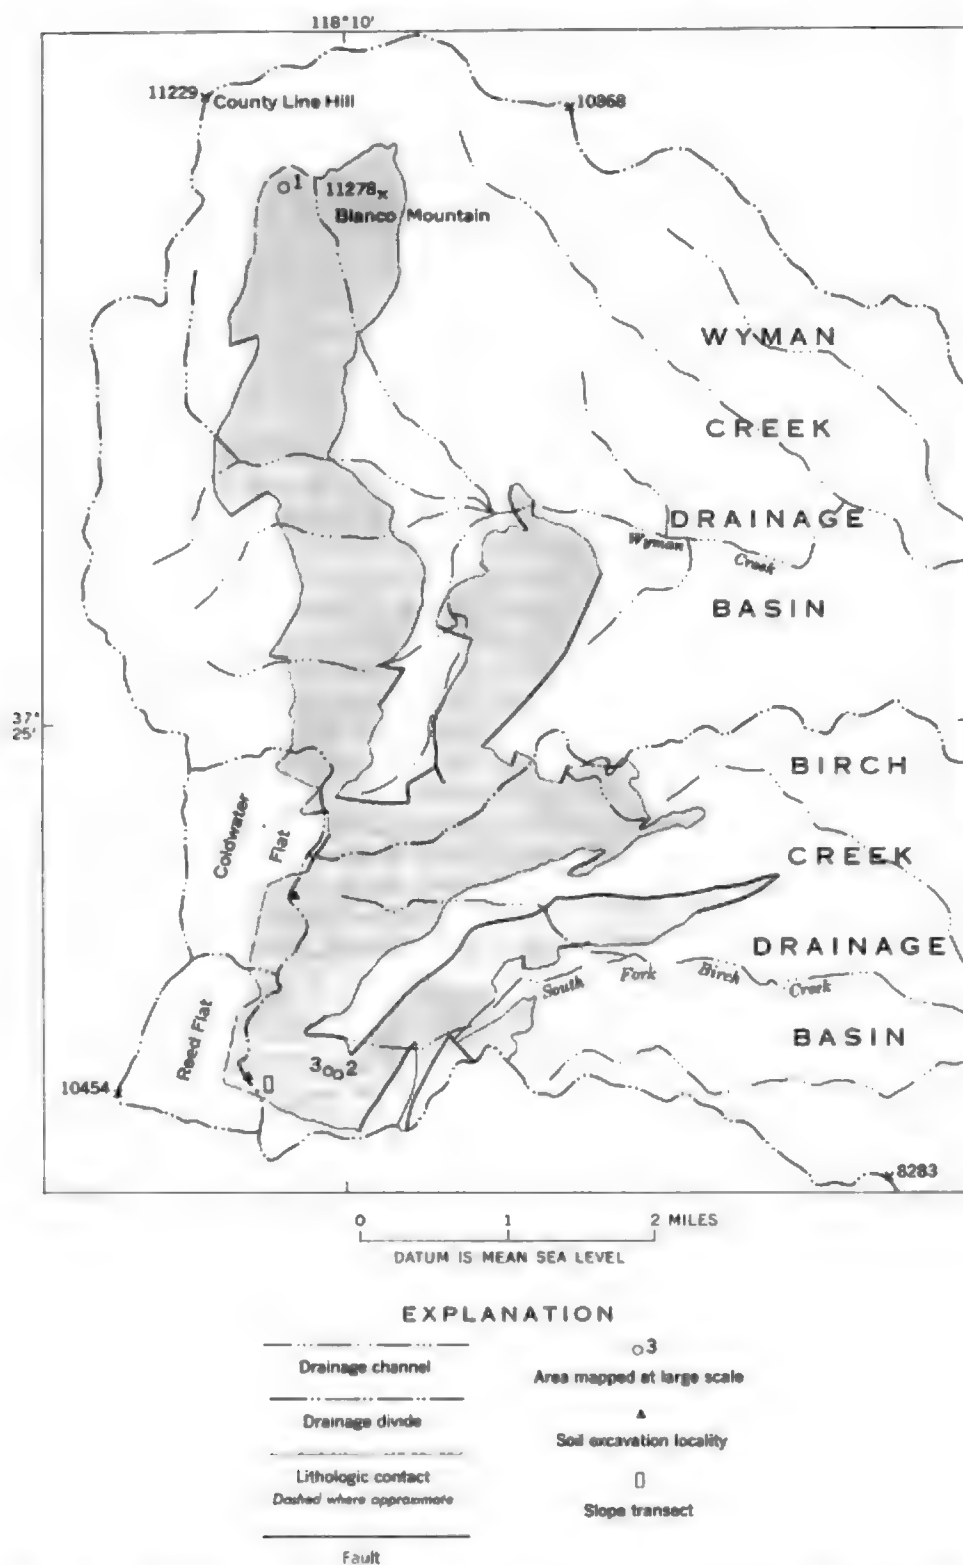 118°10'
11229
County Line Hill
10868
1
11278
Blanco Mountain
WYMAN
CREEK
DRAINAGE
Wyman
Creek
BASIN
37°
25'
BIRCH
Coldwater
Flat
CREEK
DRAINAGE
South Fork Birch Creek
Reed Flat
BASIN
3 2
10454
8283
0 1 2 MILES
DATUM IS MEAN SEA LEVEL
EXPLANATION
Drainage channel
Drainage divide
Lithologic contact
Dashed where approximate
Fault
3
Area mapped at large scale
Soil excavation locality
Slope transect